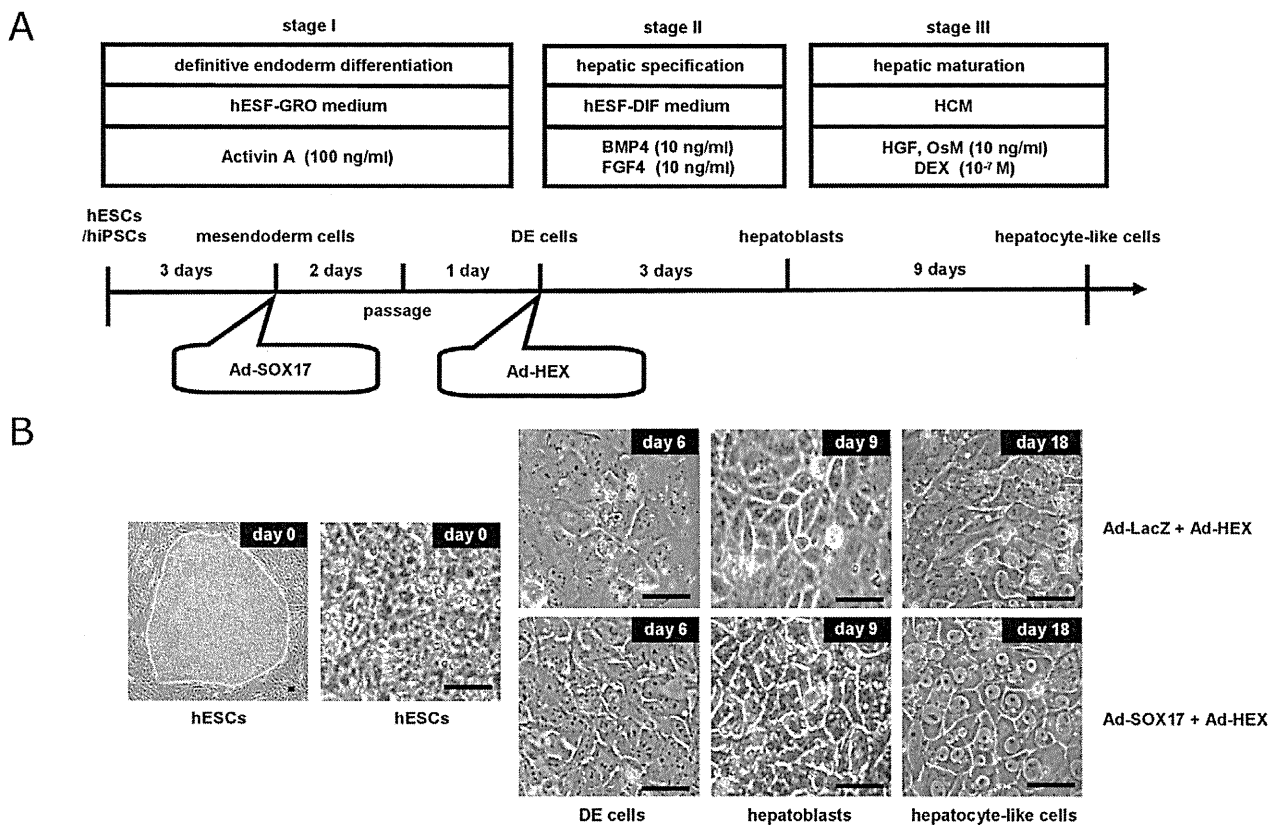 A
stage I
stage II
stage III
definitive endoderm differentiation
hepatic specification
hepatic maturation
hESF-GRO medium
hESF-DIF medium
HCM
Activin A (100 ng/ml)
BMP4 (10 ng/ml)
FGF4 (10 ng/ml)
HGF, OsM (10 ng/ml)
DEX (10⁻⁷ M)
hESCs
/hiPSCs
mesendoderm cells
DE cells
hepatoblasts
hepatocyte-like cells
3 days
2 days
1 day
3 days
9 days
passage
Ad-SOX17
Ad-HEX
B
day 0
day 0
hESCs
hESCs
day 6
day 9
day 18
Ad-LacZ + Ad-HEX
day 6
day 9
day 18
Ad-SOX17 + Ad-HEX
DE cells
hepatoblasts
hepatocyte-like cells